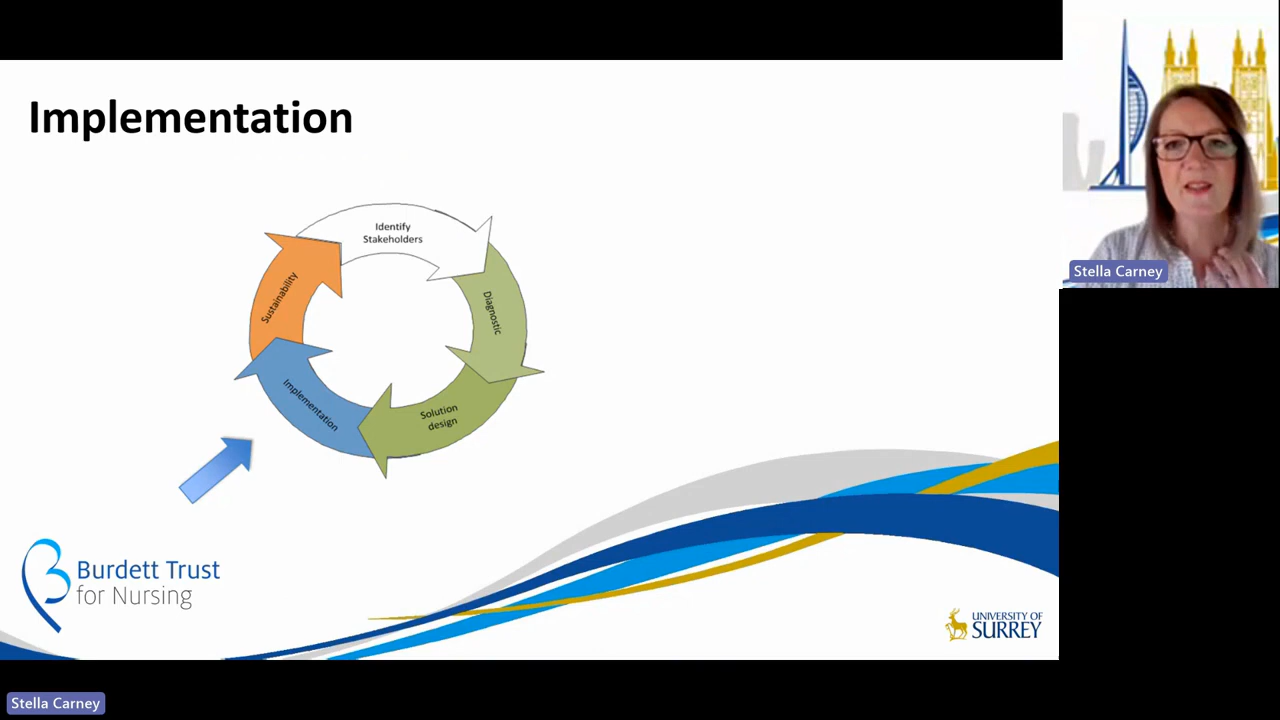 Implementation
Identify
Stakeholders
Diagnostic
Solution
design
Implementation
Sustainability
Burdett Trust
for Nursing
UNIVERSITY OF
SURREY
Stella Carney
Stella Carney